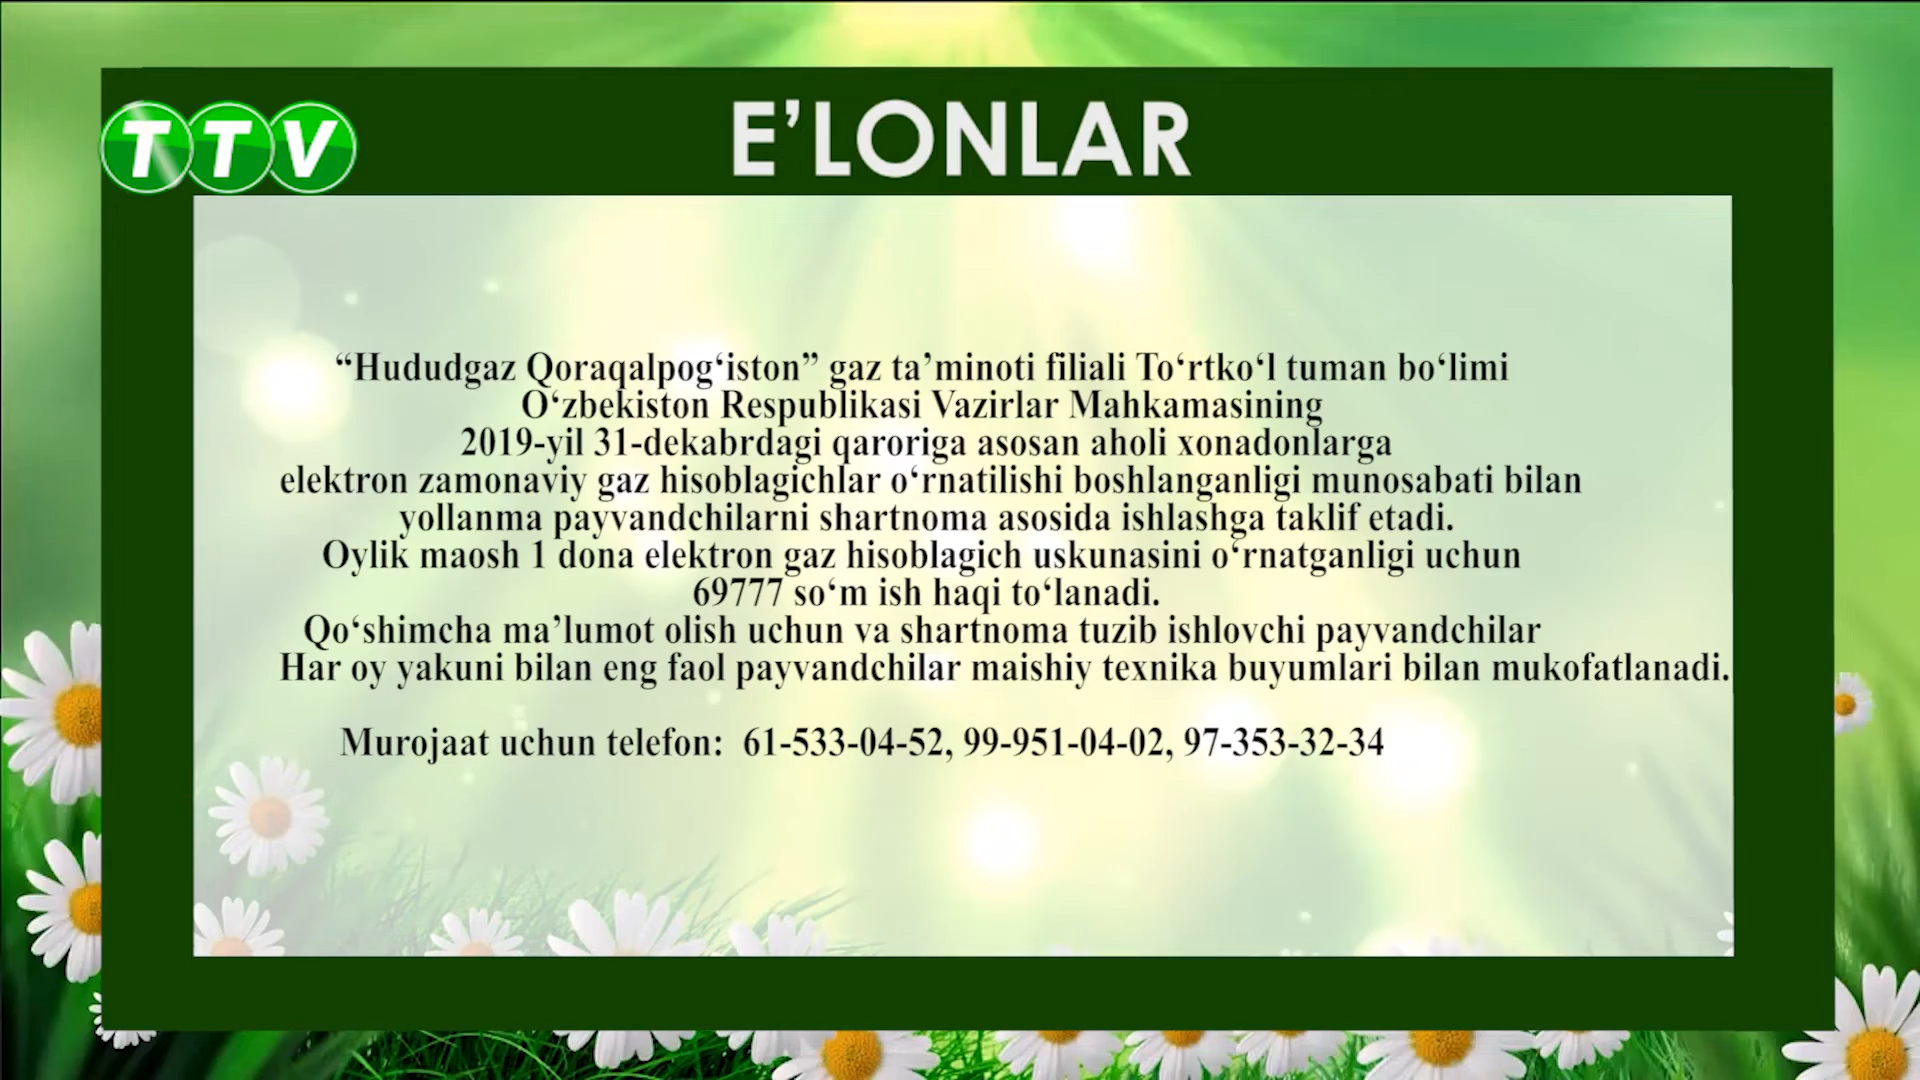 TTV
E’LONLAR
“Hududgaz Qoraqalpog‘iston” gaz ta’minoti filiali To‘rtko‘l tuman bo‘limi
O‘zbekiston Respublikasi Vazirlar Mahkamasining
2019-yil 31-dekabrdagi qaroriga asosan aholi xonadonlarga
elektron zamonaviy gaz hisoblagichlar o‘rnatilishi boshlanganligi munosabati bilan
yollanma payvandchilarni shartnoma asosida ishlashga taklif etadi.
Oylik maosh 1 dona elektron gaz hisoblagich uskunasini o‘rnatganligi uchun
69777 so‘m ish haqi to‘lanadi.
Qo‘shimcha ma’lumot olish uchun va shartnoma tuzib ishlovchi payvandchilar
Har oy yakuni bilan eng faol payvandchilar maishiy texnika buyumlari bilan mukofatlanadi.
Murojaat uchun telefon: 61-533-04-52, 99-951-04-02, 97-353-32-34